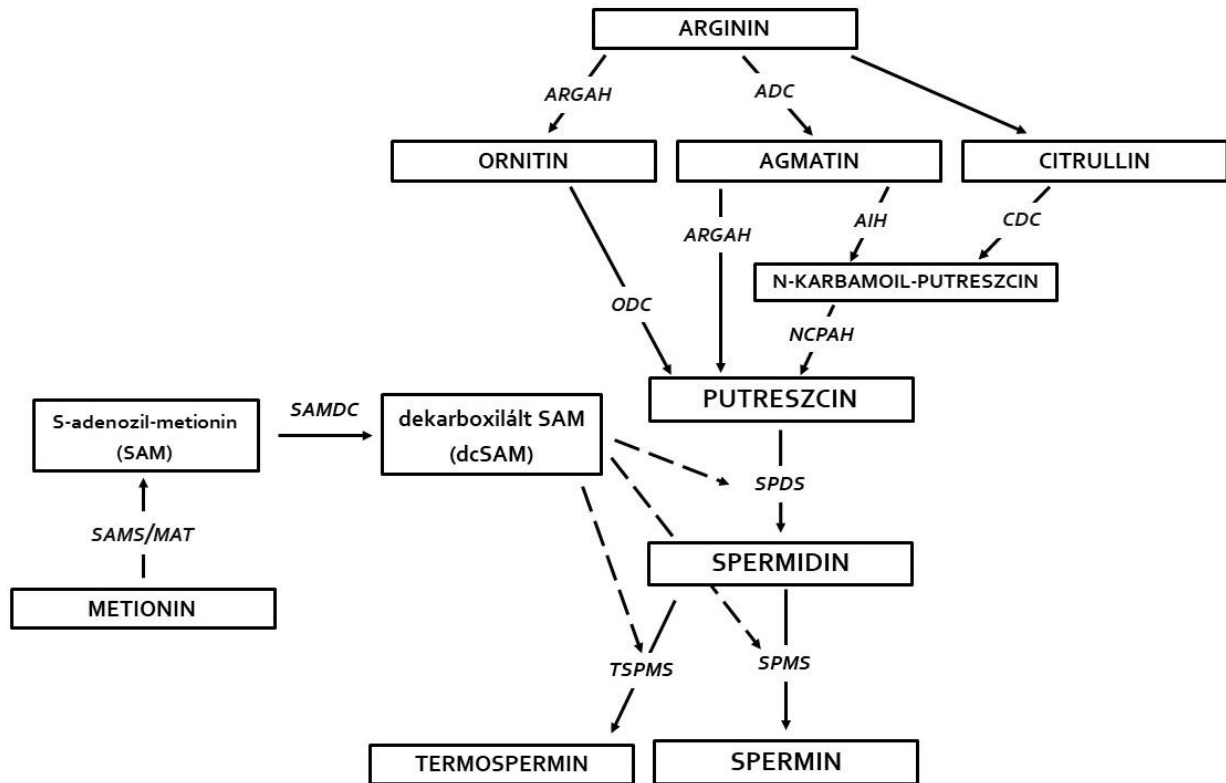 ARGININ
ARGAH
ADC
ORNITIN
AGMATIN
CITRULLIN
ARGAH
AIH
CDC
N-KARBAMOIL-PUTRESZCIN
ODC
NCPAH
PUTRESZCIN
S-adenozil-metionin
(SAM)
SAMDC
dekarboxilált SAM
(dcSAM)
SPDS
SAMS/MAT
SPERMIDIN
METIONIN
TSPMS
SPMS
TERMOSPERMIN
SPERMIN